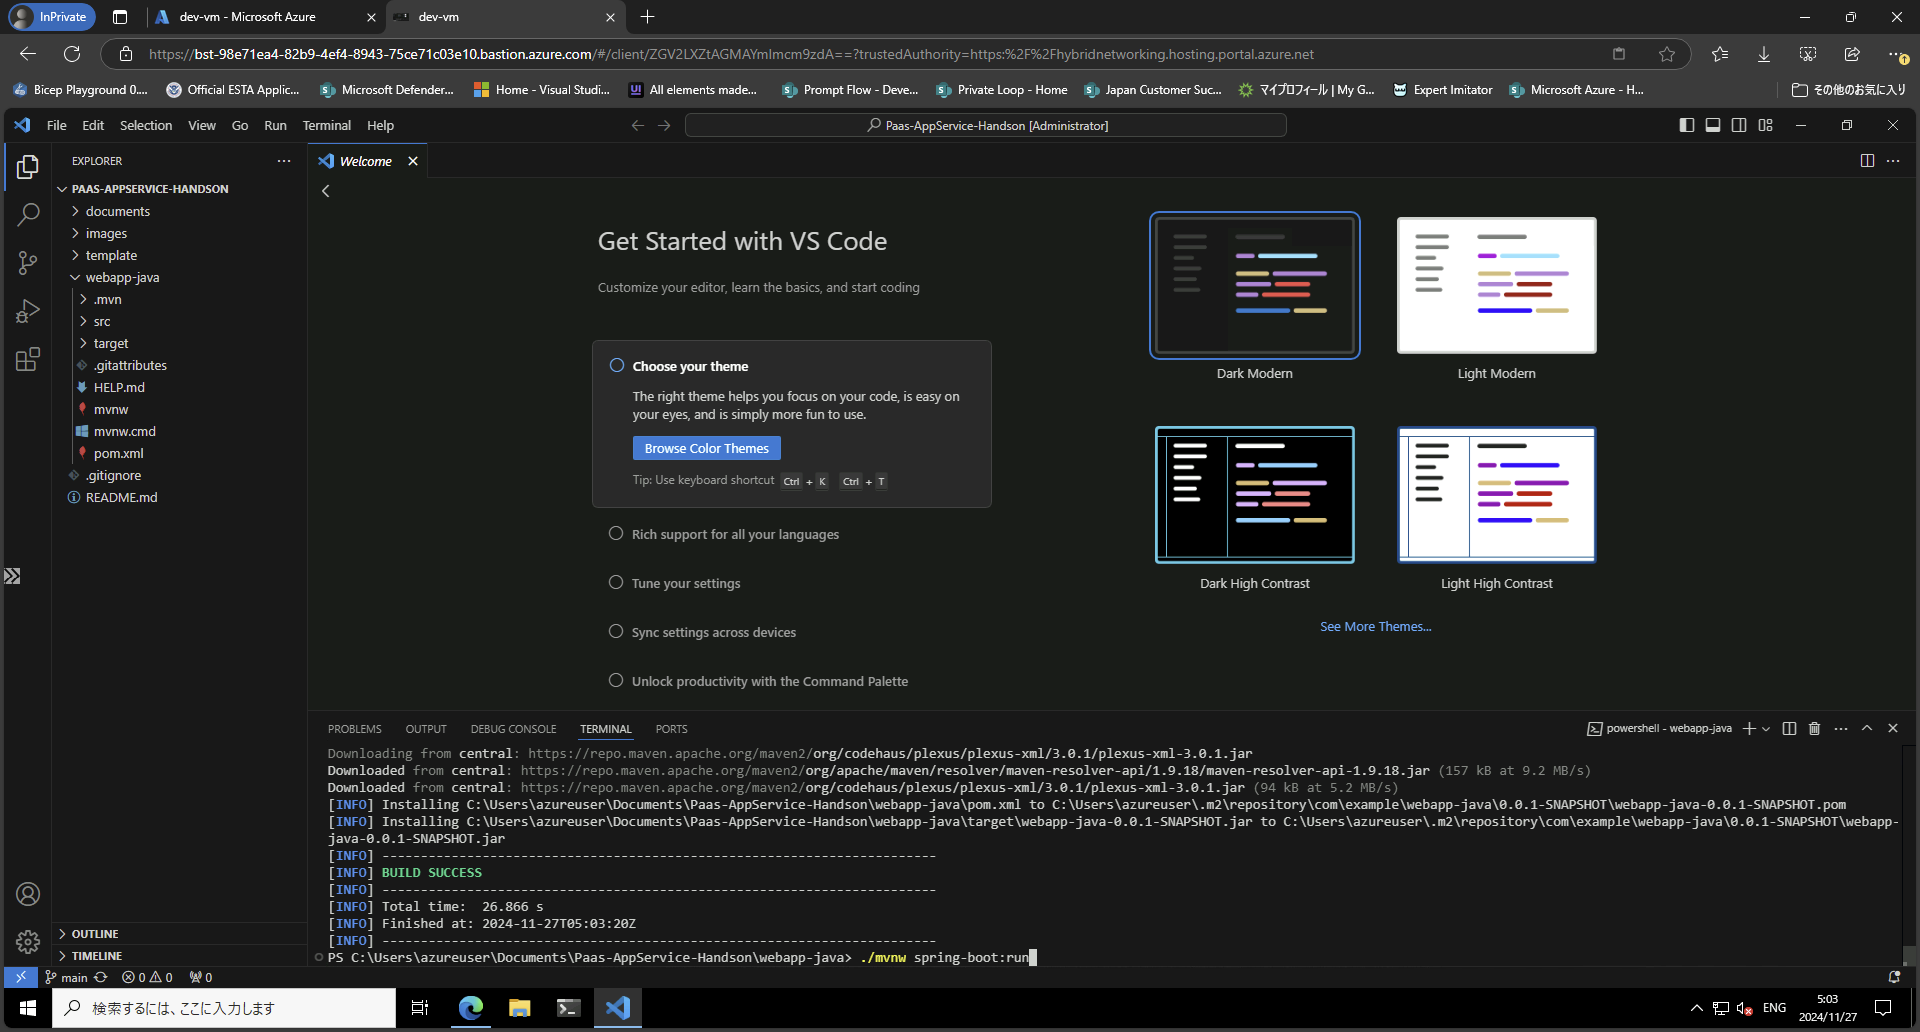 InPrivate
dev-vm - Microsoft Azure
dev-vm
https://bst-98e71ea4-82b9-4ef4-8943-75ce71c03e10.bastion.azure.com/#/client/ZGV2LXZtAGMAYmlmcm9zdA==?trustedAuthority=https:%2F%2Fhybridnetworking.hosting.portal.azure.net
Bicep Playground 0.... Official ESTA Applic... Microsoft Defender... Home - Visual Studi... All elements made... Prompt Flow - Deve... Private Loop - Home Japan Customer Suc... マイプロフィール | My G... Expert Imitator Microsoft Azure - H... その他のお気に入り
File Edit Selection View Go Run Terminal Help
Paas-AppService-Handson [Administrator]
EXPLORER
Welcome
PAAS-APPSERVICE-HANDSON
documents
images
template
webapp-java
.mvn
src
target
.gitattributes
HELP.md
mvnw
mvnw.cmd
pom.xml
.gitignore
README.md
OUTLINE
TIMELINE
Get Started with VS Code
Customize your editor, learn the basics, and start coding
Choose your theme
The right theme helps you focus on your code, is easy on
your eyes, and is simply more fun to use.
Browse Color Themes
Tip: Use keyboard shortcut Ctrl + K Ctrl + T
Rich support for all your languages
Tune your settings
Sync settings across devices
Unlock productivity with the Command Palette
Dark Modern
Light Modern
Dark High Contrast
Light High Contrast
See More Themes...
PROBLEMS OUTPUT DEBUG CONSOLE TERMINAL PORTS
powershell - webapp-java
Downloading from central: https://repo.maven.apache.org/maven2/org/codehaus/plexus/plexus-xml/3.0.1/plexus-xml-3.0.1.jar
Downloaded from central: https://repo.maven.apache.org/maven2/org/apache/maven/resolver/maven-resolver-api/1.9.18/maven-resolver-api-1.9.18.jar (157 kB at 9.2 MB/s)
Downloaded from central: https://repo.maven.apache.org/maven2/org/codehaus/plexus/plexus-xml/3.0.1/plexus-xml-3.0.1.jar (94 kB at 5.2 MB/s)
[INFO] Installing C:\Users\azureuser\Documents\Paas-AppService-Handson\webapp-java\pom.xml to C:\Users\azureuser\.m2\repository\com\example\webapp-java\0.0.1-SNAPSHOT\webapp-java-0.0.1-SNAPSHOT.pom
[INFO] Installing C:\Users\azureuser\Documents\Paas-AppService-Handson\webapp-java\target\webapp-java-0.0.1-SNAPSHOT.jar to C:\Users\azureuser\.m2\repository\com\example\webapp-java\0.0.1-SNAPSHOT\webapp-
java-0.0.1-SNAPSHOT.jar
[INFO] ------------------------------------------------------------------------
[INFO] BUILD SUCCESS
[INFO] ------------------------------------------------------------------------
[INFO] Total time:  26.866 s
[INFO] Finished at: 2024-11-27T05:03:20Z
[INFO] ------------------------------------------------------------------------
PS C:\Users\azureuser\Documents\Paas-AppService-Handson\webapp-java> ./mvnw spring-boot:run
main 0 0 0
検索するには、ここに入力します
ENG
5:03
2024/11/27